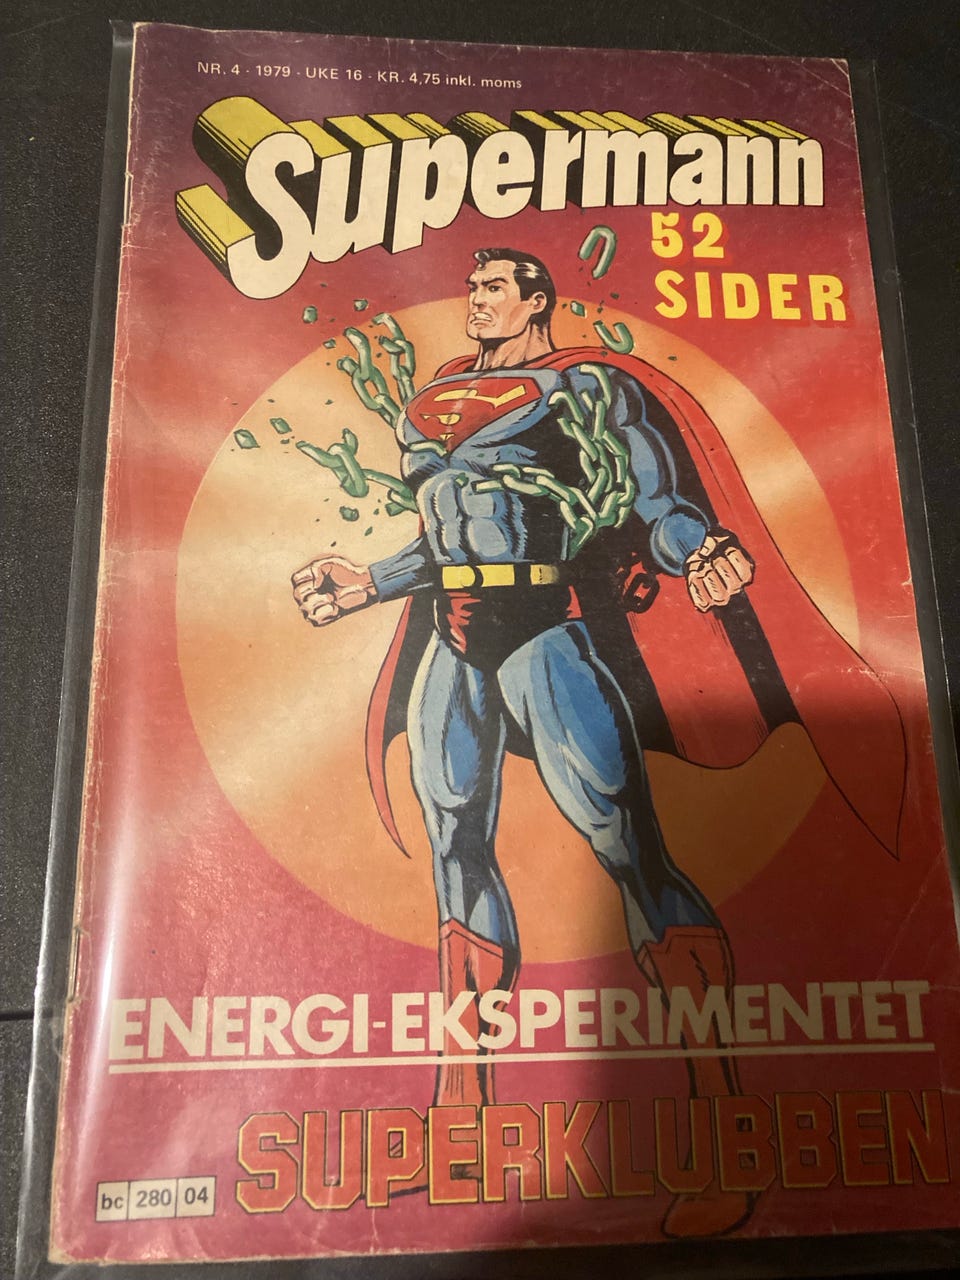 NR. 4 - 1979 - UKE 16 - KR. 4,75 inkl. moms
Supermann
52
SIDER
ENERGI-EKSPERIMENTET
SUPERKLUBBEN
bc 280 04